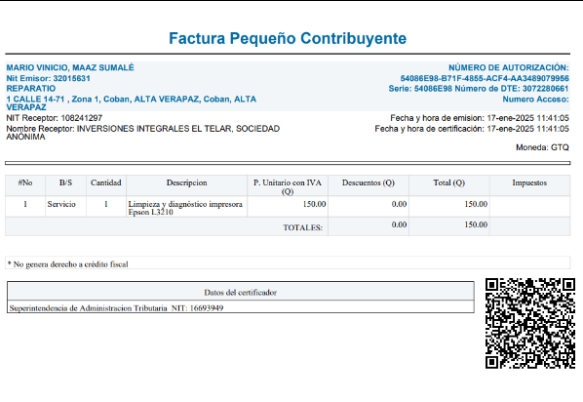 Factura Pequeño Contribuyente
MARIO VINICIO, MAAZ SUMALÉ
Nit Emisor: 32015631
REPARATIO
1 CALLE 14-71 , Zona 1, Coban, ALTA VERAPAZ, Coban, ALTA
VERAPAZ
NIT Receptor: 108241297
Nombre Receptor: INVERSIONES INTEGRALES EL TELAR, SOCIEDAD
ANÓNIMA
NÚMERO DE AUTORIZACIÓN:
54086E98-B71F-4855-ACF4-AA3489079956
Serie: 54086E98 Número de DTE: 3072280661
Numero Acceso:
Fecha y hora de emision: 17-ene-2025 11:41:05
Fecha y hora de certificación: 17-ene-2025 11:41:05
Moneda: GTQ
#No B/S Cantidad Descripcion P. Unitario con IVA (Q) Descuentos (Q) Total (Q) Impuestos
1 Servicio 1 Limpieza y diagnóstico impresora Epson L3210 150.00 0.00 150.00
TOTALES: 0.00 150.00
* No genera derecho a crédito fiscal
Datos del certificador
Superintendencia de Administracion Tributaria NIT: 16693949